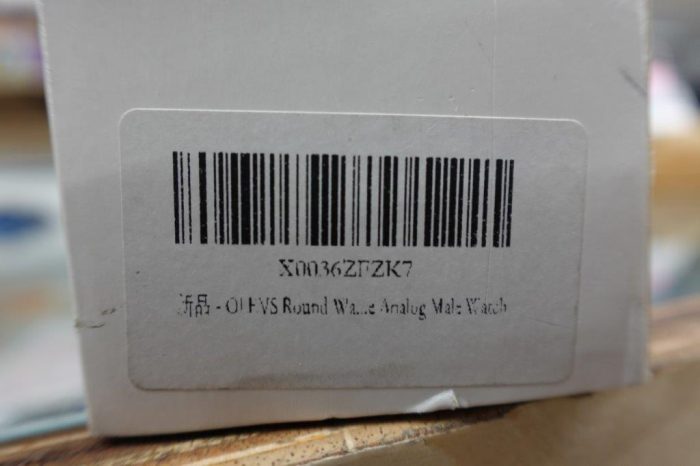 X0036ZFZK7
新品 - OLEVS Round Analog Male Watch